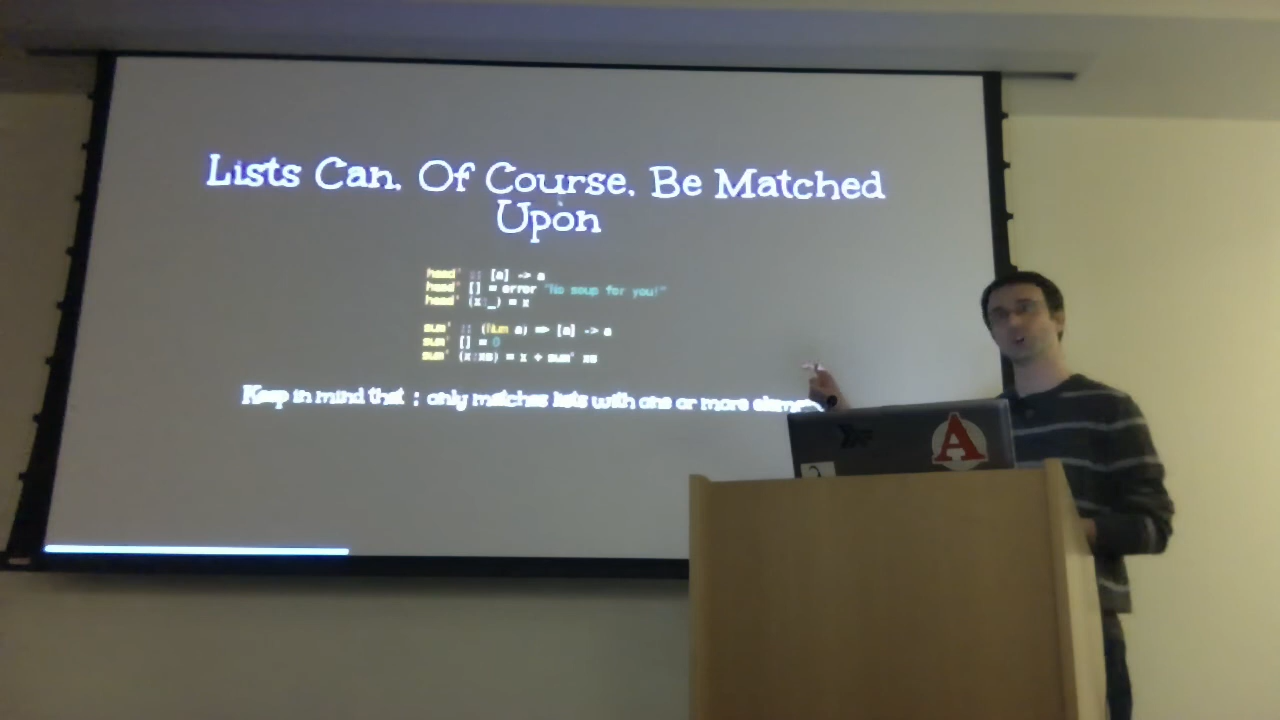 Lists Can, Of Course, Be Matched
Upon
head' :: [a] -> a
head' [] = error "No soup for you!"
head' (x:_) = x
sum' :: (Num a) => [a] -> a
sum' [] = 0
sum' (x:xs) = x + sum' xs
Keep in mind that : only matches lists with one or more
A